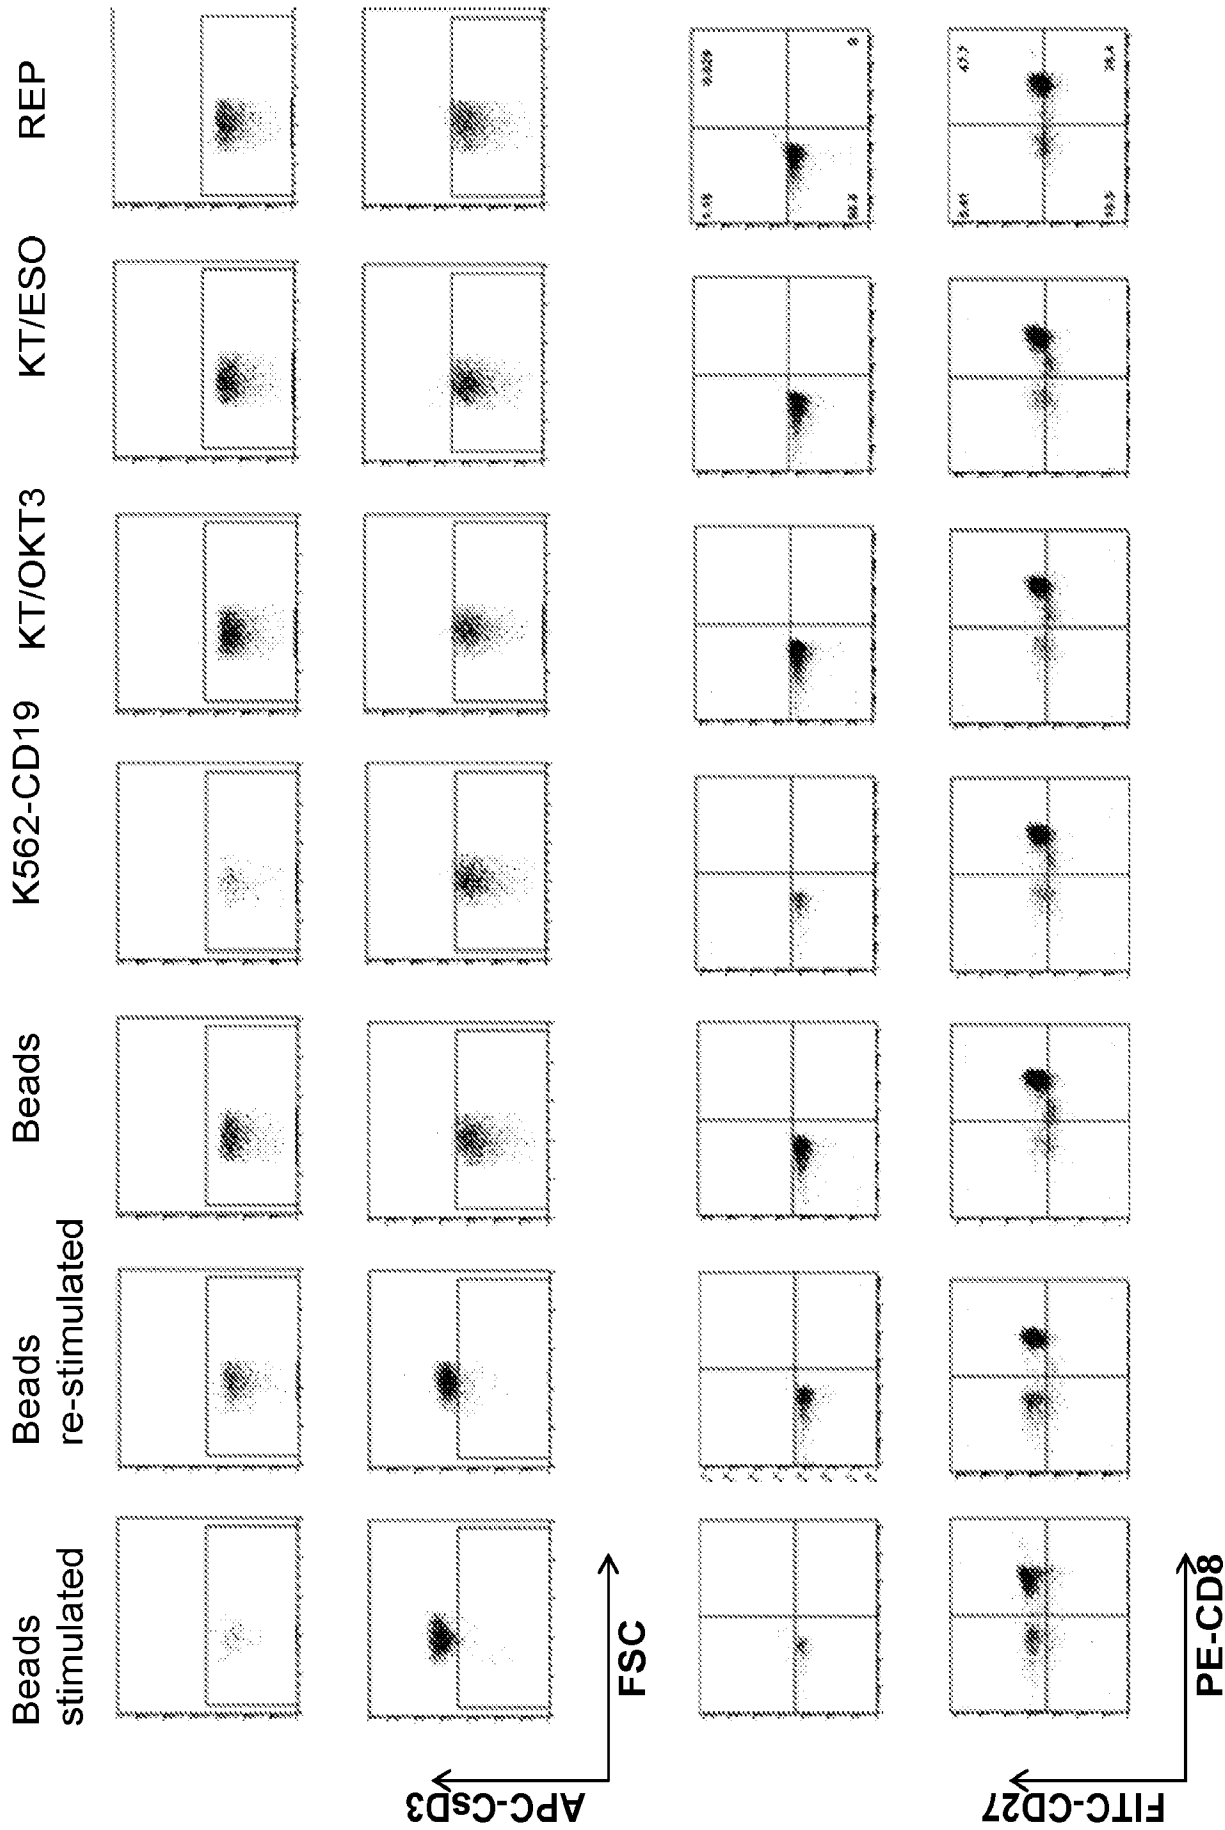 Beads
stimulated
Beads
re-stimulated
Beads
K562-CD19
KT/OKT3
KT/ESO
REP
APC-CsD3
FSC
FITC-CD27
PE-CD8
0